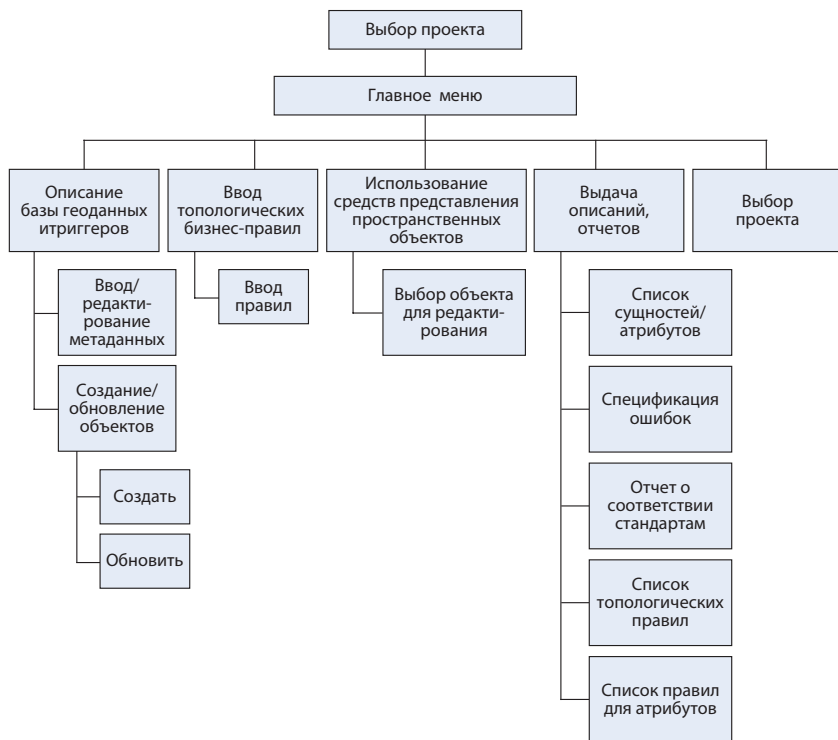 Выбор проекта
Главное меню
Описание
базы геоданных
итриггеров
Ввод
топологических
бизнес-правил
Использование
средств представления
пространственных
объектов
Выдача
описаний,
отчетов
Выбор
проекта
Ввод/
редакти-
рование
метаданных
Создание/
обновление
объектов
Создать
Обновить
Ввод
правил
Выбор объекта
для редакти-
рования
Список
сущностей/
атрибутов
Спецификация
ошибок
Отчет о
соответствии
стандартам
Список
топологических
правил
Список правил
для атрибутов